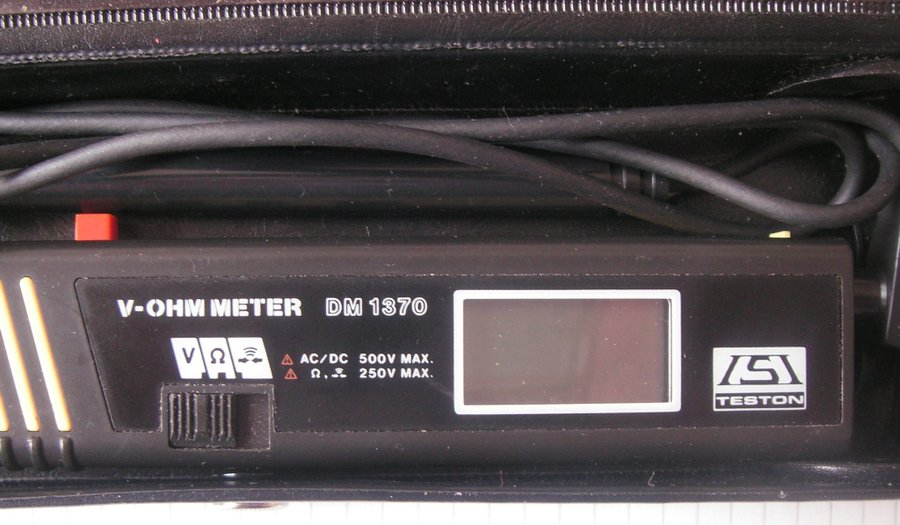 V-OHM METER DM 1370
V Ω
AC/DC 500V MAX.
Ω, 250V MAX.
TESTON